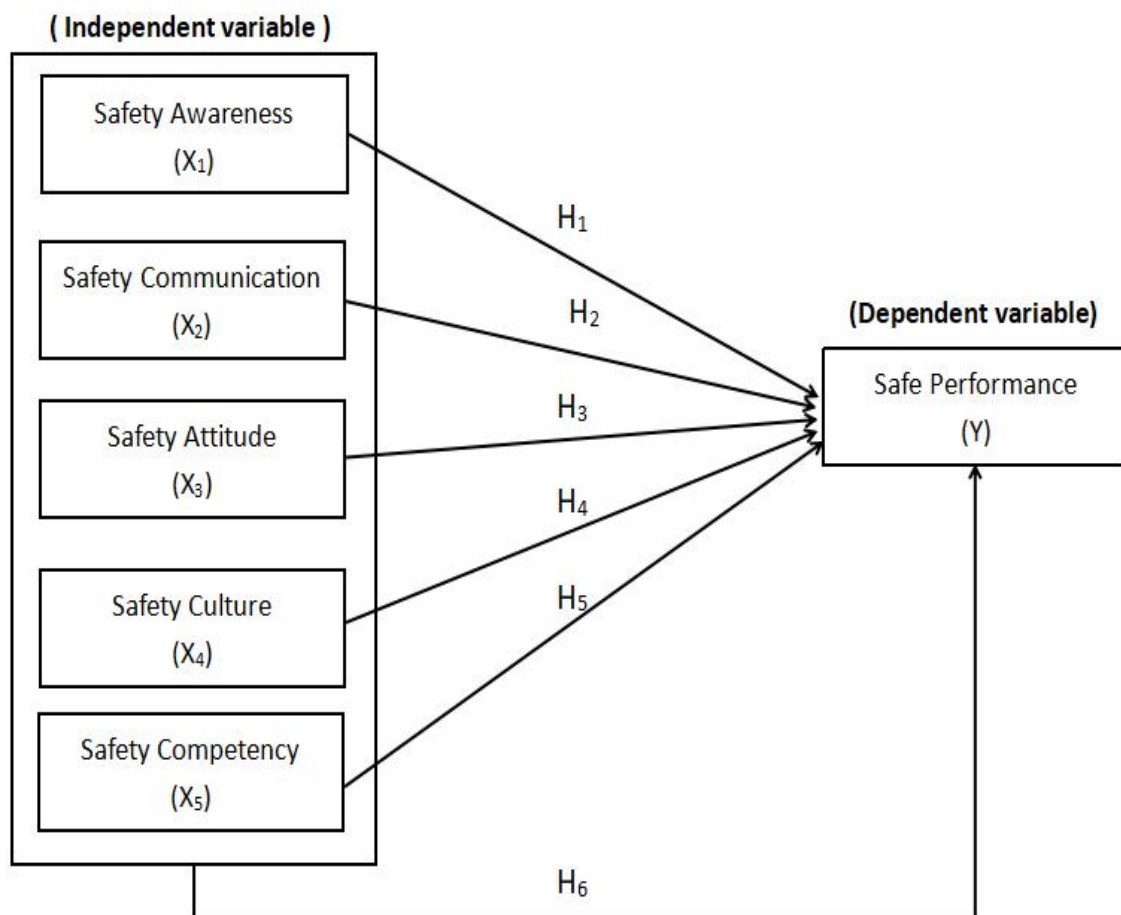 ( Independent variable )
Safety Awareness
(X₁)
H₁
Safety Communication
(X₂)
H₂
(Dependent variable)
Safe Performance
(Y)
Safety Attitude
(X₃)
H₃
H₄
Safety Culture
(X₄)
H₅
Safety Competency
(X₅)
H₆